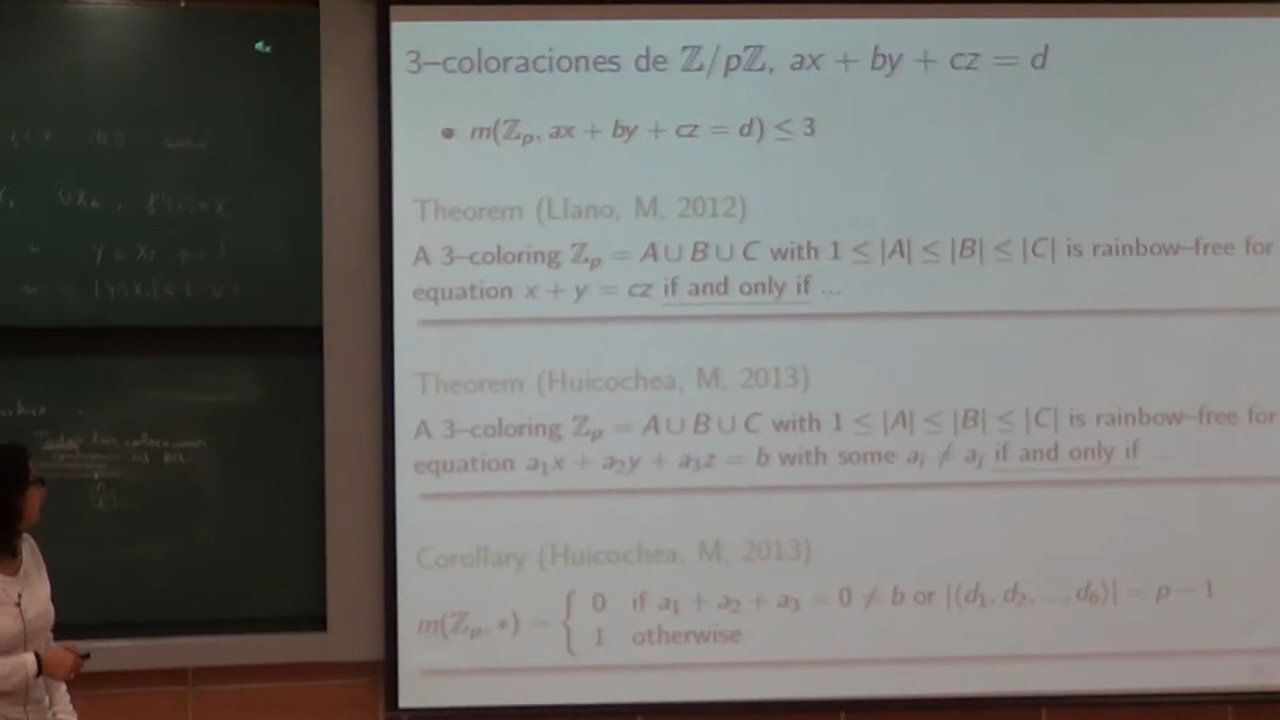 3–coloraciones de ℤ/pℤ, ax + by + cz = d
• m(ℤₚ, ax + by + cz = d) ≤ 3
Theorem (Llano, M, 2012)
A 3–coloring ℤₚ = A ∪ B ∪ C with 1 ≤ |A| ≤ |B| ≤ |C| is rainbow–free for
equation x + y = cz if and only if ...
Theorem (Huicochea, M, 2013)
A 3–coloring ℤₚ = A ∪ B ∪ C with 1 ≤ |A| ≤ |B| ≤ |C| is rainbow–free for
equation a₁x + a₂y + a₃z = b with some aᵢ ≠ aⱼ if and only if ...
Corollary (Huicochea, M, 2013)
m(ℤₚ, •) = { 0 if a₁ + a₂ + a₃ = 0 ≠ b or |⟨d₁, d₂, ..., d₆⟩| = p − 1
1 otherwise